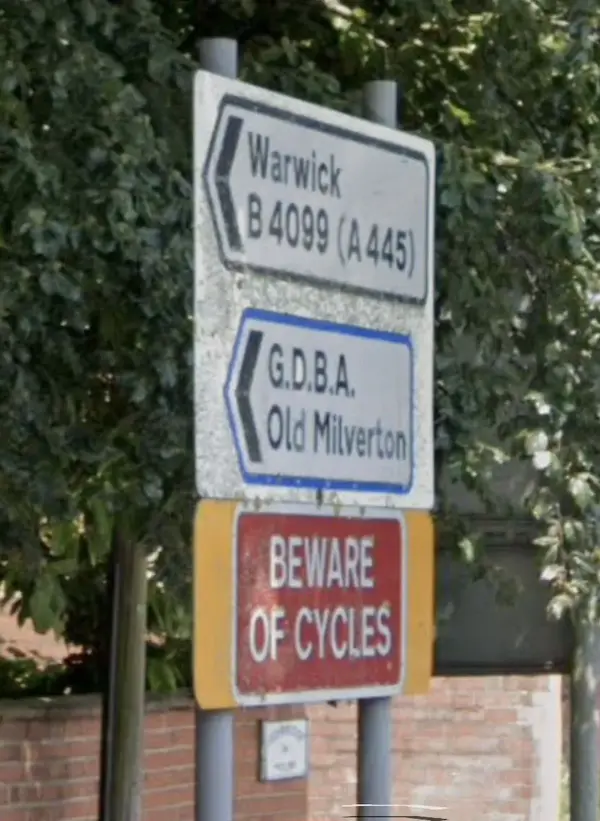 Warwick
B 4099 (A 445)
G.D.B.A.
Old Milverton
BEWARE
OF CYCLES